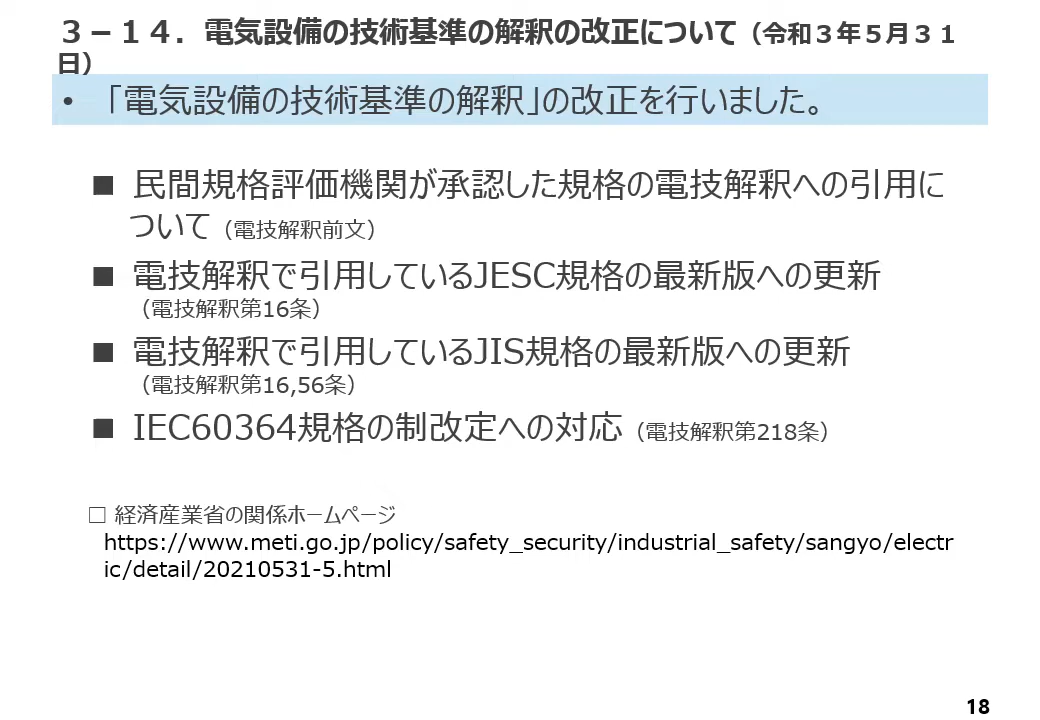 ３－１４．電気設備の技術基準の解釈の改正について（令和３年５月３１
日）
• 「電気設備の技術基準の解釈」の改正を行いました。
■ 民間規格評価機関が承認した規格の電技解釈への引用に
ついて（電技解釈前文）
■ 電技解釈で引用しているJESC規格の最新版への更新
（電技解釈第16条）
■ 電技解釈で引用しているJIS規格の最新版への更新
（電技解釈第16,56条）
■ IEC60364規格の制改定への対応（電技解釈第218条）
□ 経済産業省の関係ホームページ
https://www.meti.go.jp/policy/safety_security/industrial_safety/sangyo/electr
ic/detail/20210531-5.html
18